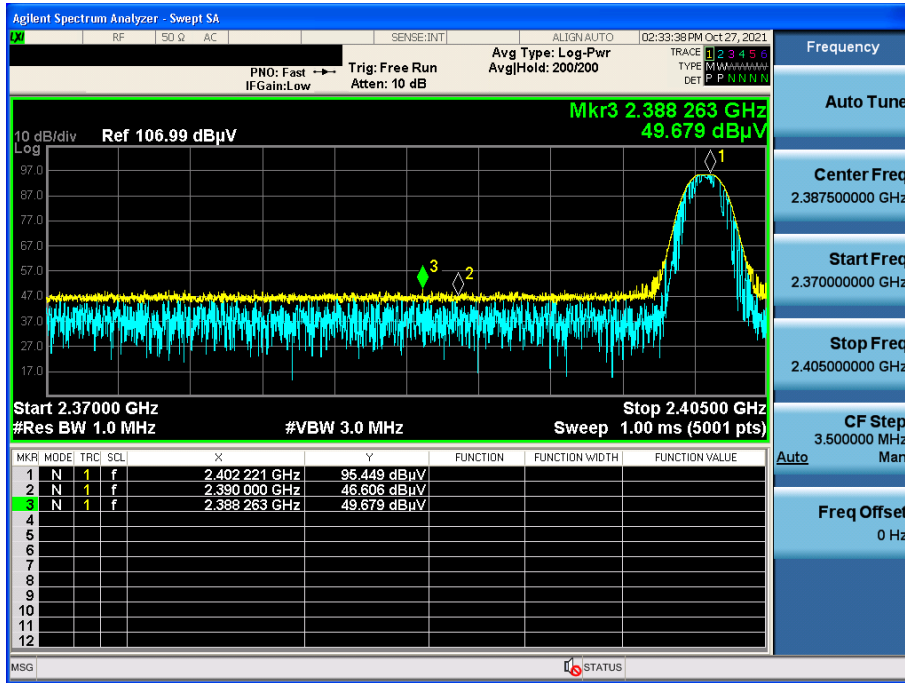 Agilent Spectrum Analyzer - Swept SA
LXI RF 50 Ω AC SENSE:INT ALIGNAUTO 02:33:38 PM Oct 27, 2021
PNO: Fast Trig: Free Run Avg Type: Log-Pwr TRACE 1 2 3 4 5 6
IFGain:Low Atten: 10 dB Avg|Hold: 200/200 TYPE M W
DET P P N N N N
Frequency
Mkr3 2.388 263 GHz
49.679 dBµV
10 dB/div Ref 106.99 dBµV
Log
97.0
87.0
77.0
67.0
57.0
47.0
37.0
27.0
17.0
1
2
3
Start 2.37000 GHz Stop 2.40500 GHz
#Res BW 1.0 MHz #VBW 3.0 MHz Sweep 1.00 ms (5001 pts)
MKR MODE TRC SCL X Y FUNCTION FUNCTION WIDTH FUNCTION VALUE
1 N 1 f 2.402 221 GHz 95.449 dBµV
2 N 1 f 2.390 000 GHz 46.606 dBµV
3 N 1 f 2.388 263 GHz 49.679 dBµV
4
5
6
7
8
9
10
11
12
Auto Tune
Center Freq
2.387500000 GHz
Start Freq
2.370000000 GHz
Stop Freq
2.405000000 GHz
CF Step
3.500000 MHz
Auto Man
Freq Offset
0 Hz
MSG STATUS